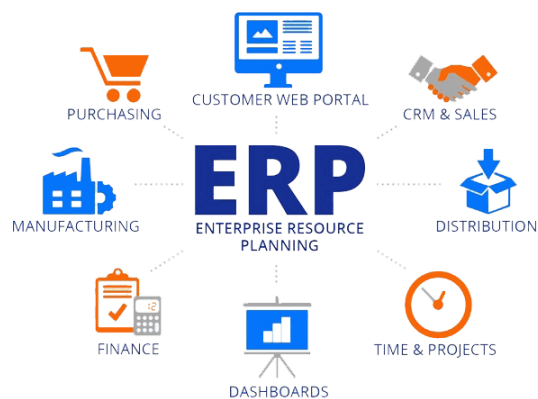 CUSTOMER WEB PORTAL
PURCHASING
CRM & SALES
ERP
ENTERPRISE RESOURCE
PLANNING
MANUFACTURING
DISTRIBUTION
FINANCE
TIME & PROJECTS
DASHBOARDS